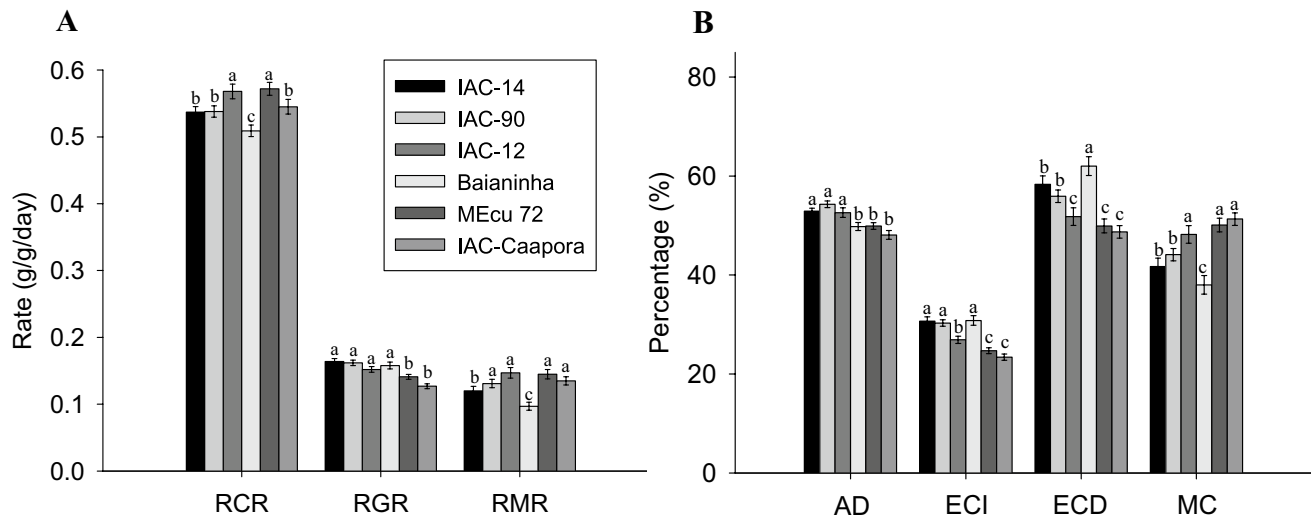 A
Rate (g/g/day)
0.6
0.5
0.4
0.3
0.2
0.1
0.0
b b a c a b
a a a a b b
b a a c a a
RCR RGR RMR
IAC-14
IAC-90
IAC-12
Baianinha
MEcu 72
IAC-Caapora
B
Percentage (%)
80
60
40
20
0
a a a b b b
a a b a c c
b b c a c c
b b a c a a
AD ECI ECD MC